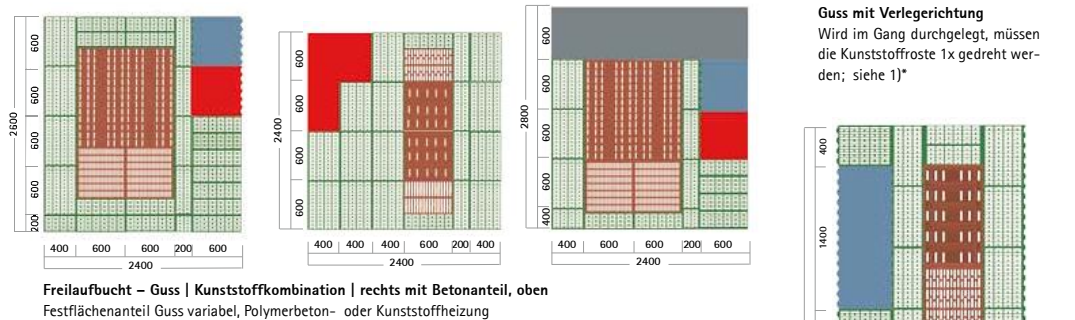 2600
600
600
600
600
200
400 600 600 200 600
2400
2400
600
600
600
600
400 400 400 600 200 400
2400
2800
600
600
600
600
400
400 600 600 200 600
2400
Freilaufbucht – Guss | Kunststoffkombination | rechts mit Betonanteil, oben
Festflächenanteil Guss variabel, Polymerbeton- oder Kunststoffheizung
Guss mit Verlegerichtung
Wird im Gang durchgelegt, müssen
die Kunststoffroste 1x gedreht wer-
den; siehe 1)*
400
1400